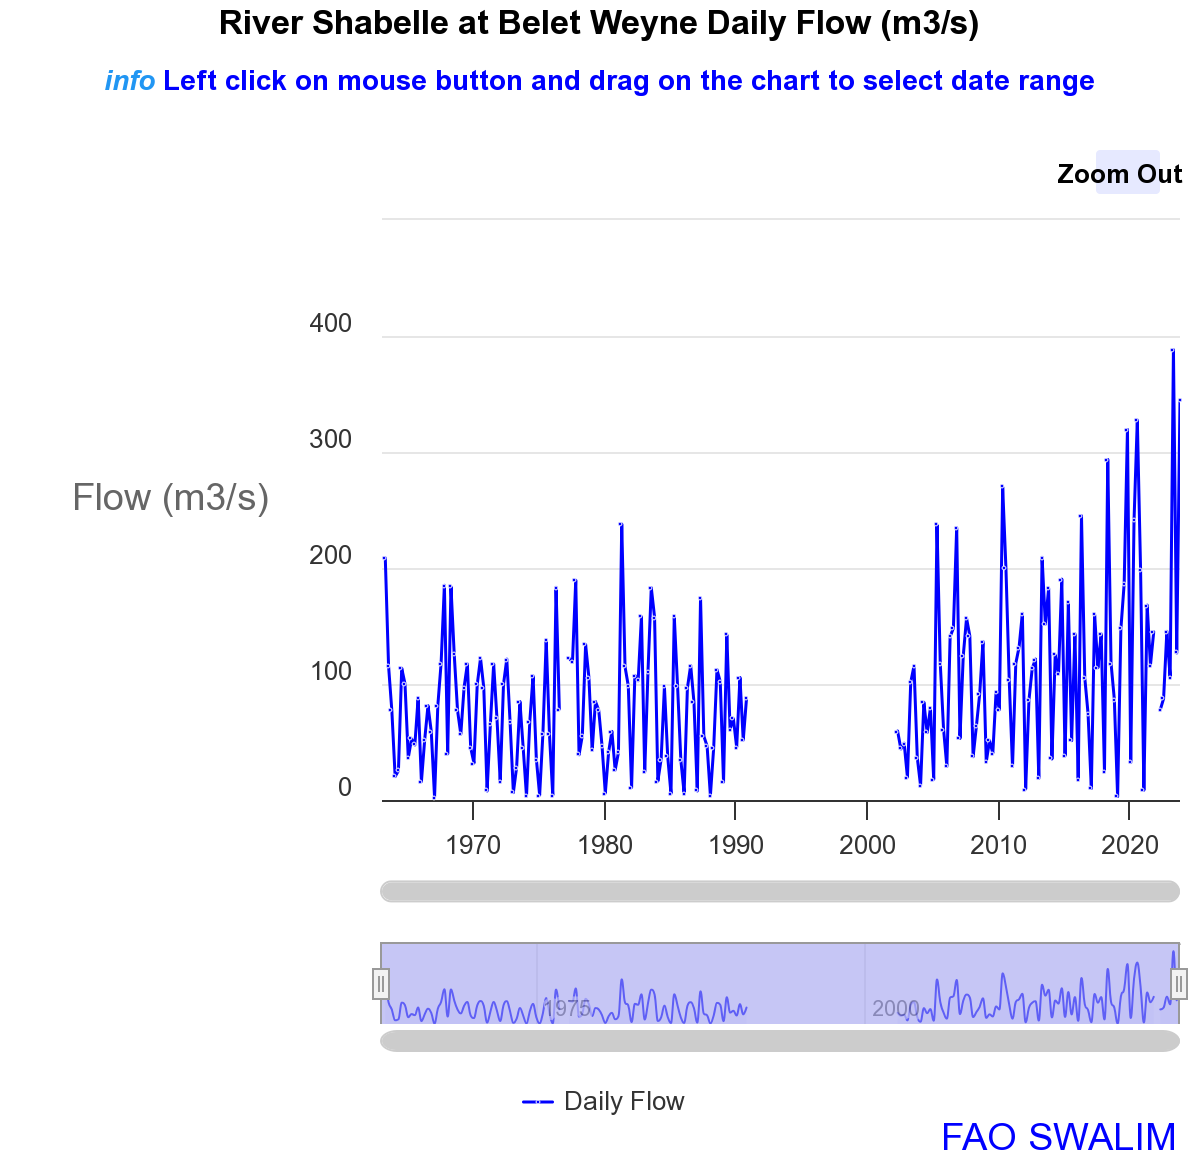 River Shabelle at Belet Weyne Daily Flow (m3/s)
info Left click on mouse button and drag on the chart to select date range
Zoom Out
400
300
Flow (m3/s)
200
100
0
1970 1980 1990 2000 2010 2020
1975 2000
Daily Flow
FAO SWALIM